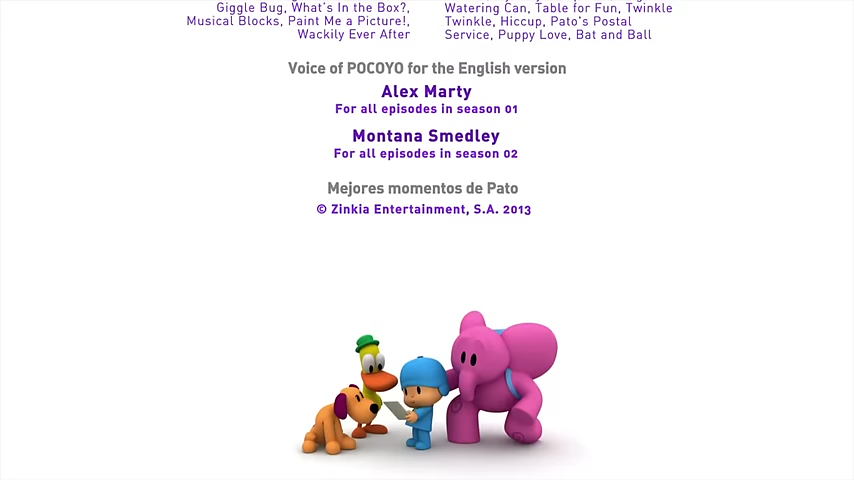 Giggle Bug, What's In the Box?,
Musical Blocks, Paint Me a Picture!,
Wackily Ever After
Watering Can, Table for Fun, Twinkle
Twinkle, Hiccup, Pato's Postal
Service, Puppy Love, Bat and Ball
Voice of POCOYO for the English version
Alex Marty
For all episodes in season 01
Montana Smedley
For all episodes in season 02
Mejores momentos de Pato
© Zinkia Entertainment, S.A. 2013